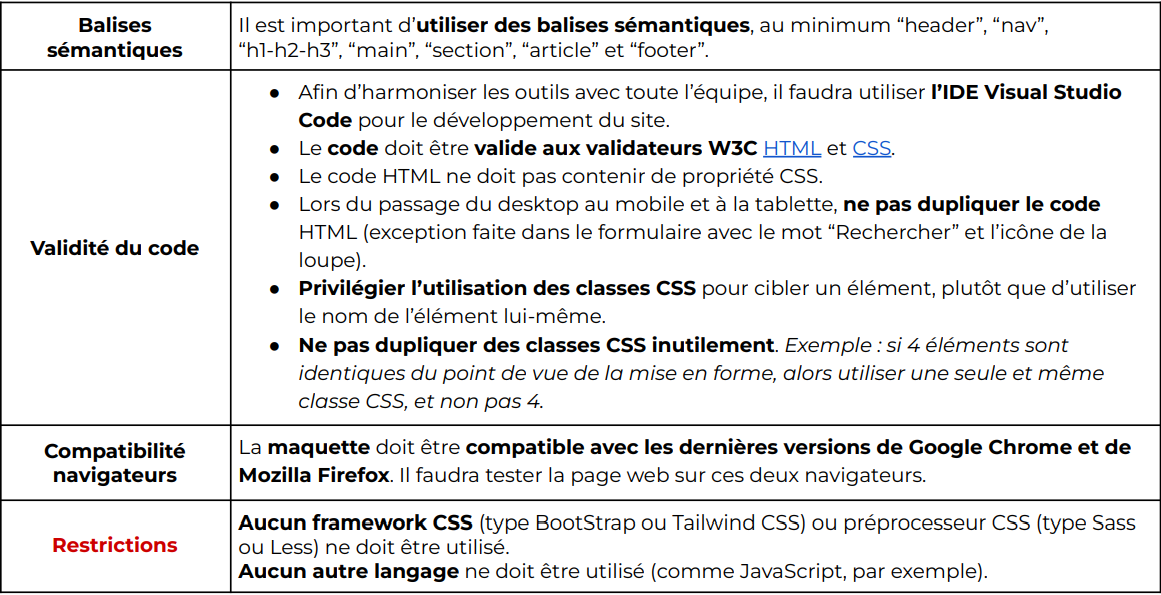 Balises
sémantiques
Il est important d’utiliser des balises sémantiques, au minimum “header”, “nav”,
“h1-h2-h3”, “main”, “section”, “article” et “footer”.
Validité du code
● Afin d’harmoniser les outils avec toute l’équipe, il faudra utiliser l’IDE Visual Studio
Code pour le développement du site.
● Le code doit être valide aux validateurs W3C HTML et CSS.
● Le code HTML ne doit pas contenir de propriété CSS.
● Lors du passage du desktop au mobile et à la tablette, ne pas dupliquer le code
HTML (exception faite dans le formulaire avec le mot “Rechercher” et l’icône de la
loupe).
● Privilégier l’utilisation des classes CSS pour cibler un élément, plutôt que d’utiliser
le nom de l’élément lui-même.
● Ne pas dupliquer des classes CSS inutilement. Exemple : si 4 éléments sont
identiques du point de vue de la mise en forme, alors utiliser une seule et même
classe CSS, et non pas 4.
Compatibilité
navigateurs
La maquette doit être compatible avec les dernières versions de Google Chrome et de
Mozilla Firefox. Il faudra tester la page web sur ces deux navigateurs.
Restrictions
Aucun framework CSS (type BootStrap ou Tailwind CSS) ou préprocesseur CSS (type Sass
ou Less) ne doit être utilisé.
Aucun autre langage ne doit être utilisé (comme JavaScript, par exemple).